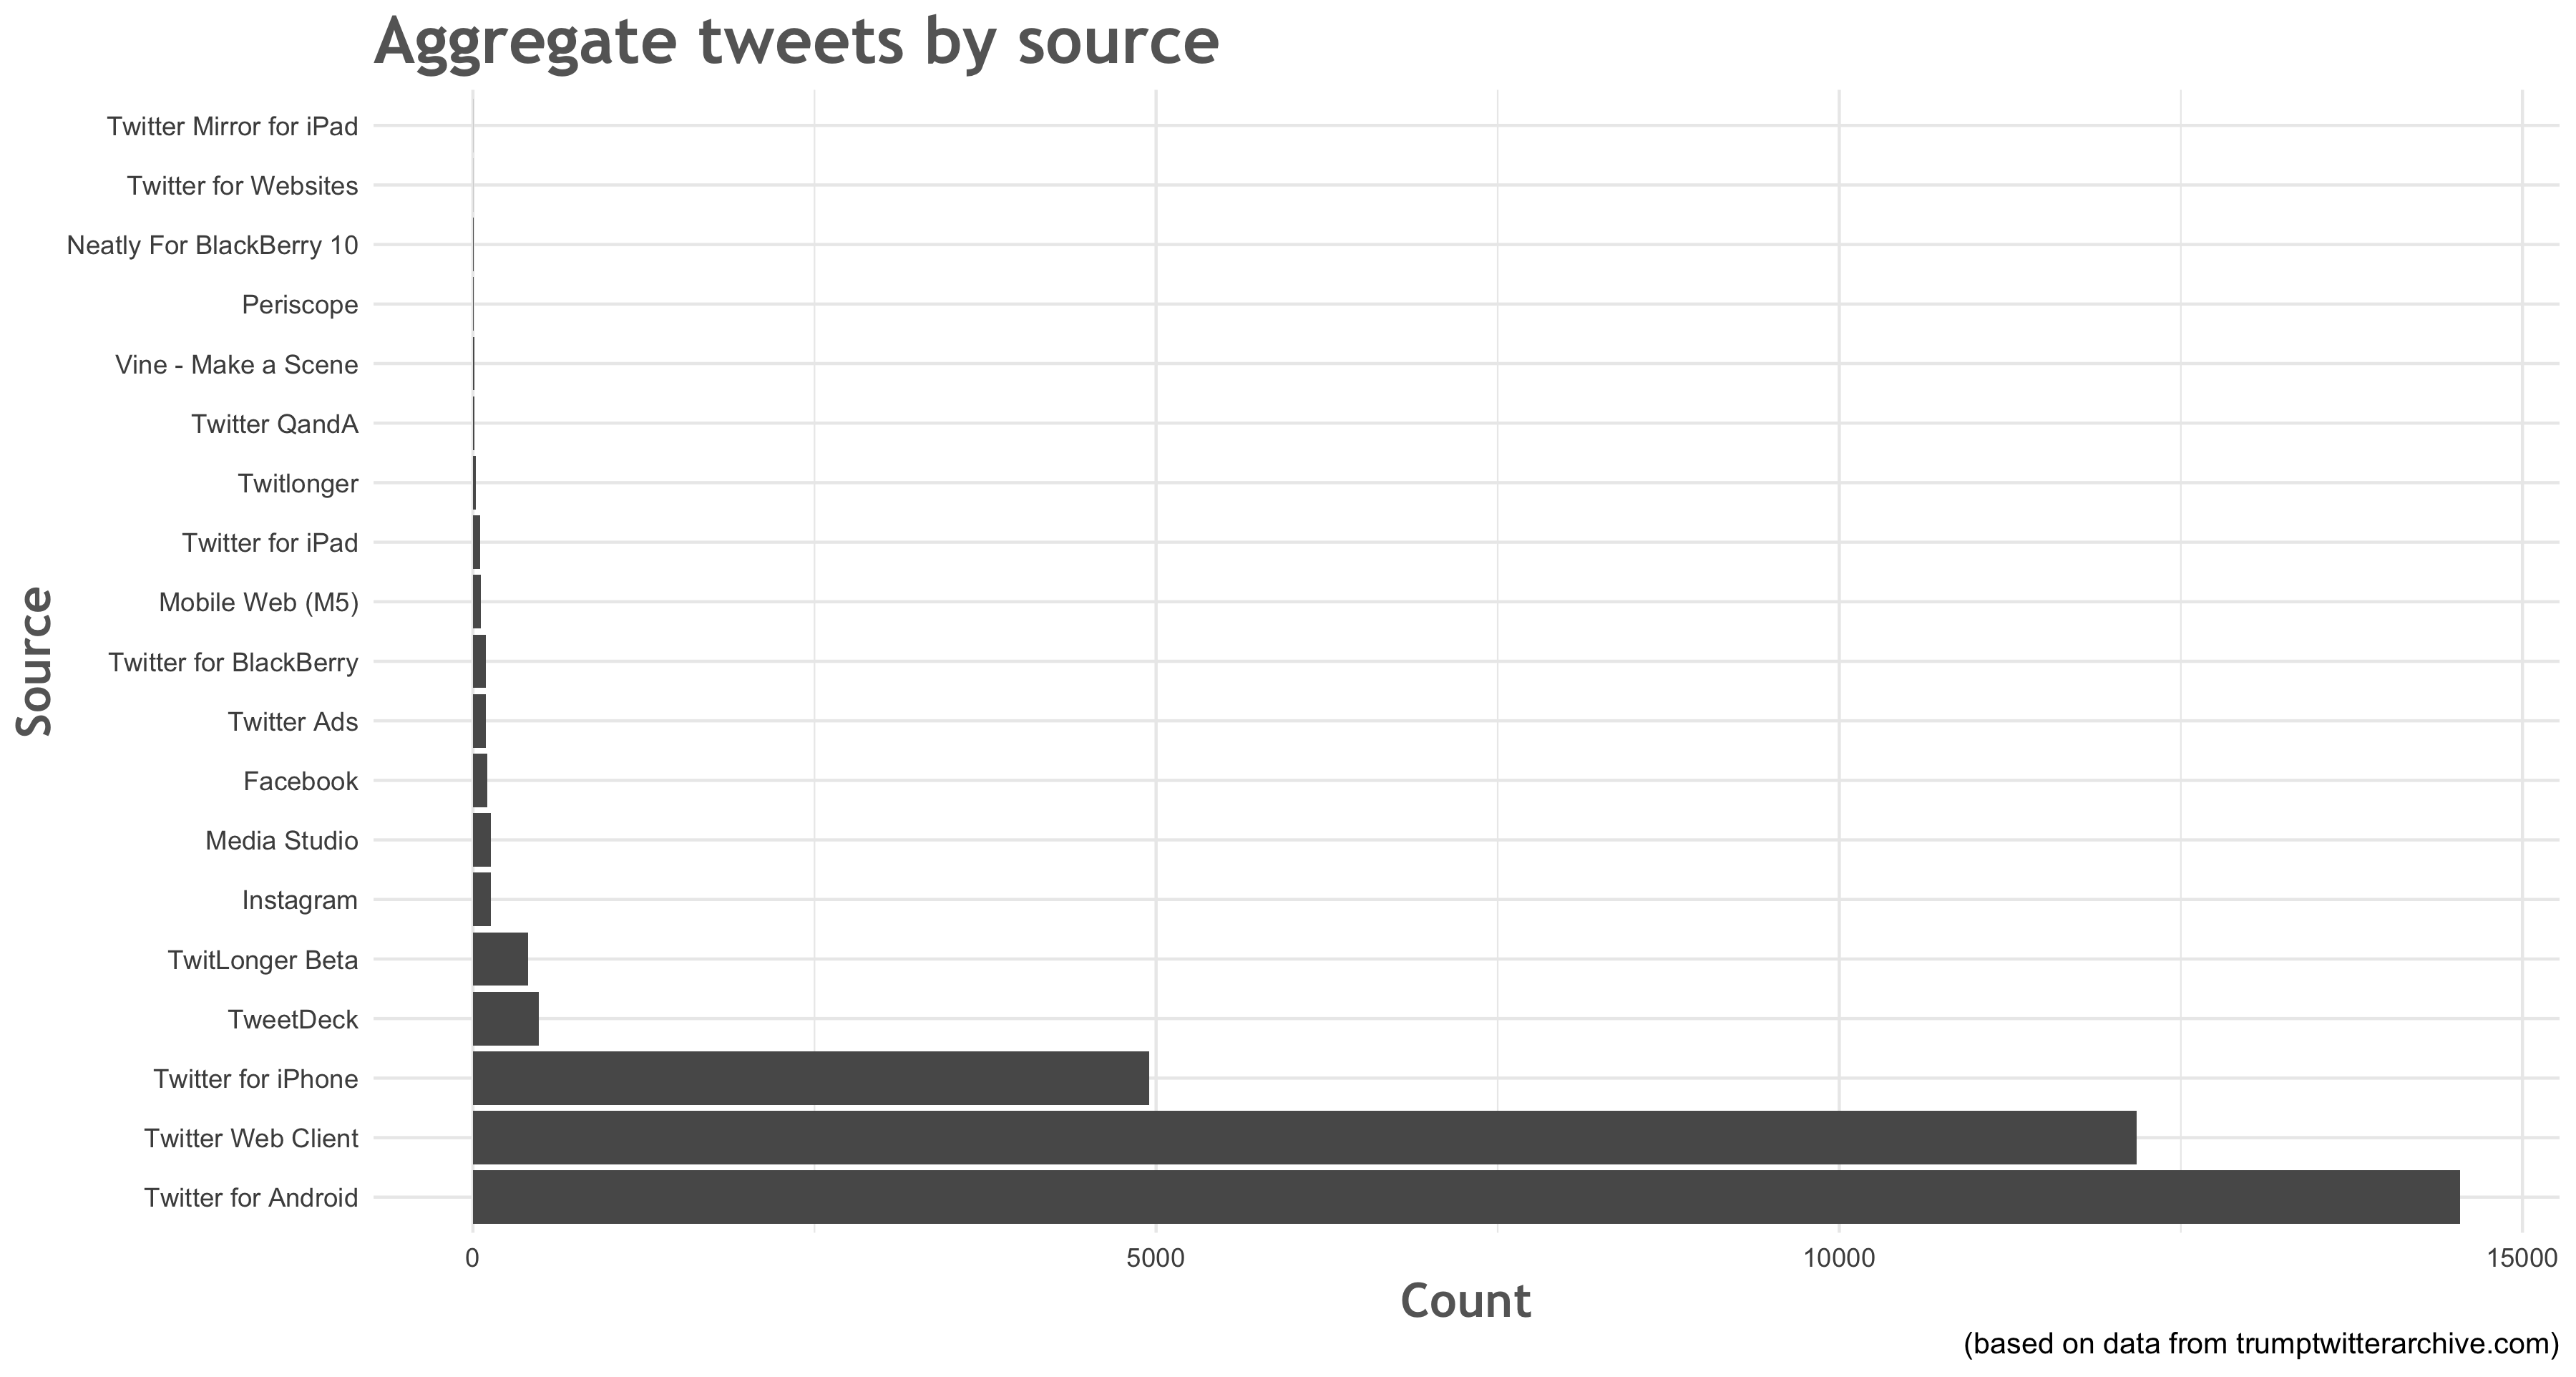 Aggregate tweets by source
Twitter Mirror for iPad
Twitter for Websites
Neatly For BlackBerry 10
Periscope
Vine - Make a Scene
Twitter QandA
Twitlonger
Twitter for iPad
Mobile Web (M5)
Twitter for BlackBerry
Twitter Ads
Facebook
Media Studio
Instagram
TwitLonger Beta
TweetDeck
Twitter for iPhone
Twitter Web Client
Twitter for Android
Source
0 5000 10000 15000
Count
(based on data from trumptwitterarchive.com)